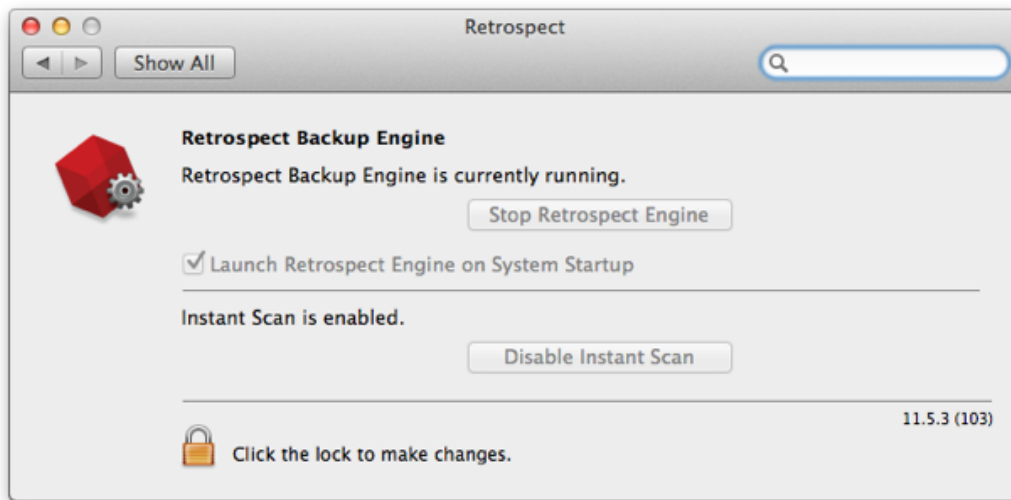 Retrospect
Show All
Retrospect Backup Engine
Retrospect Backup Engine is currently running.
Stop Retrospect Engine
Launch Retrospect Engine on System Startup
Instant Scan is enabled.
Disable Instant Scan
11.5.3 (103)
Click the lock to make changes.